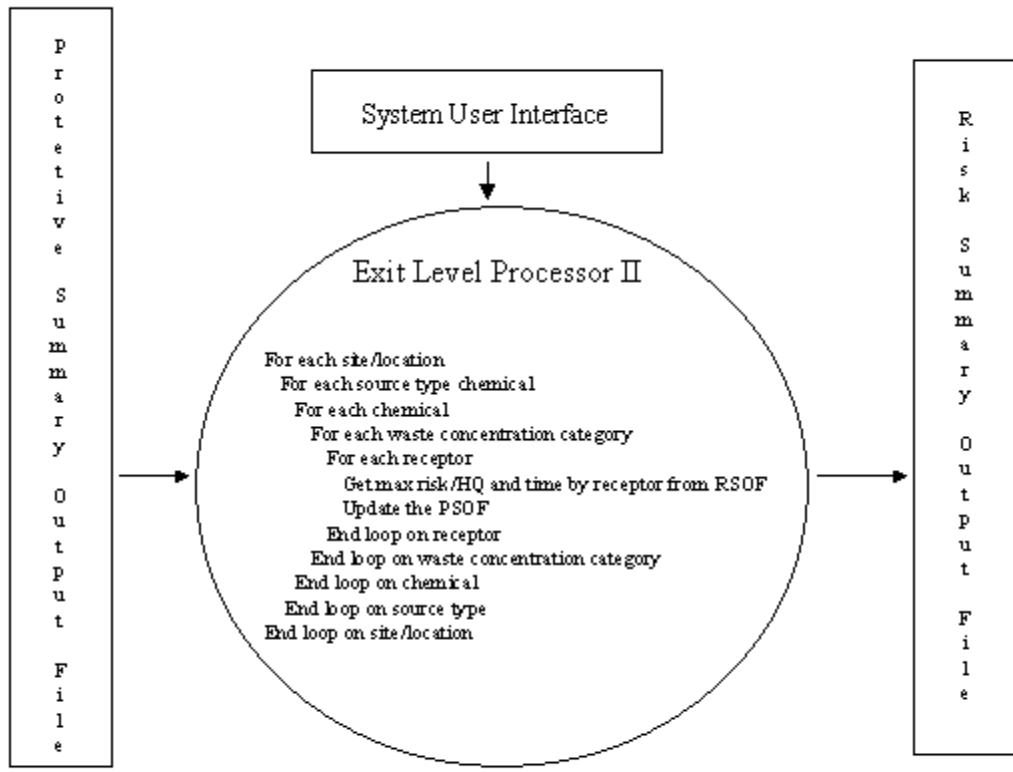 Protetive Summary Output File
System User Interface
Exit Level Processor II
For each site/location
For each source type chemical
For each chemical
For each waste concentration category
For each receptor
Get max risk/HQ and time by receptor from RSOF
Update the PSOF
End loop on receptor
End loop on waste concentration category
End loop on chemical
End loop on source type
End loop on site/location
Risk Summary Output File